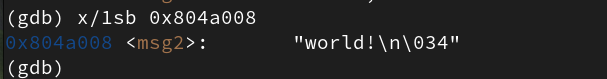 (gdb) x/1sb 0x804a008
0x804a008 <msg2>:	"world!\n\034"
(gdb)